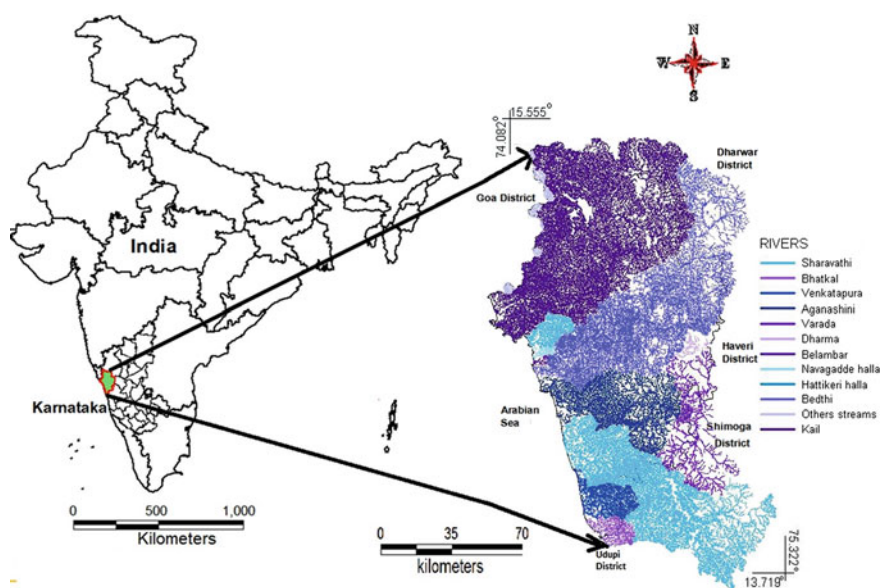 N
W E
S
15.555°
74.082°
Dharwar
District
Goa District
India
RIVERS
Sharavathi
Bhatkal
Venkatapura
Aganashini
Varada
Dharma
Belambar
Navagadde halla
Hattikeri halla
Bedthi
Others streams
Kail
Haveri
District
Karnataka
Arabian
Sea
Shimoga
District
0 500 1,000
Kilometers
0 35 70
kilometers
Udupi
District
75.322°
13.719°